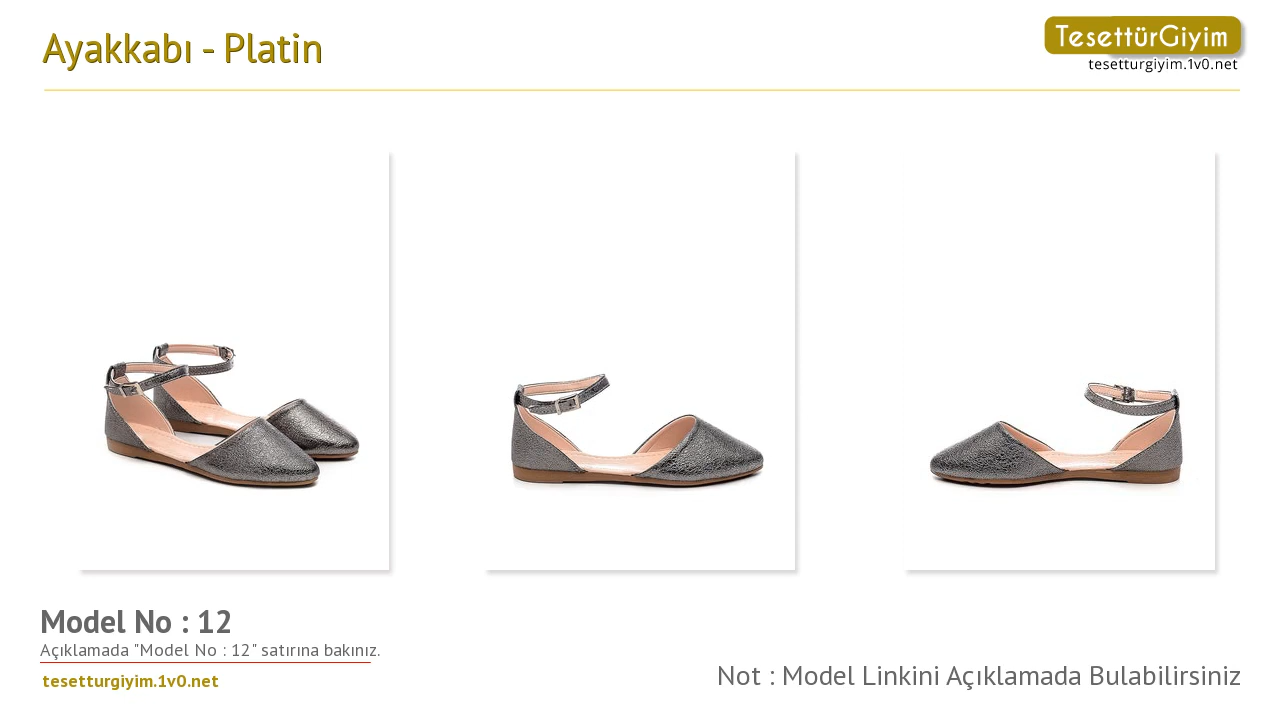 Ayakkabı - Platin
TesettürGiyim
tesetturgiyim.1v0.net
Model No : 12
Açıklamada "Model No : 12" satırına bakınız.
tesetturgiyim.1v0.net
Not : Model Linkini Açıklamada Bulabilirsiniz